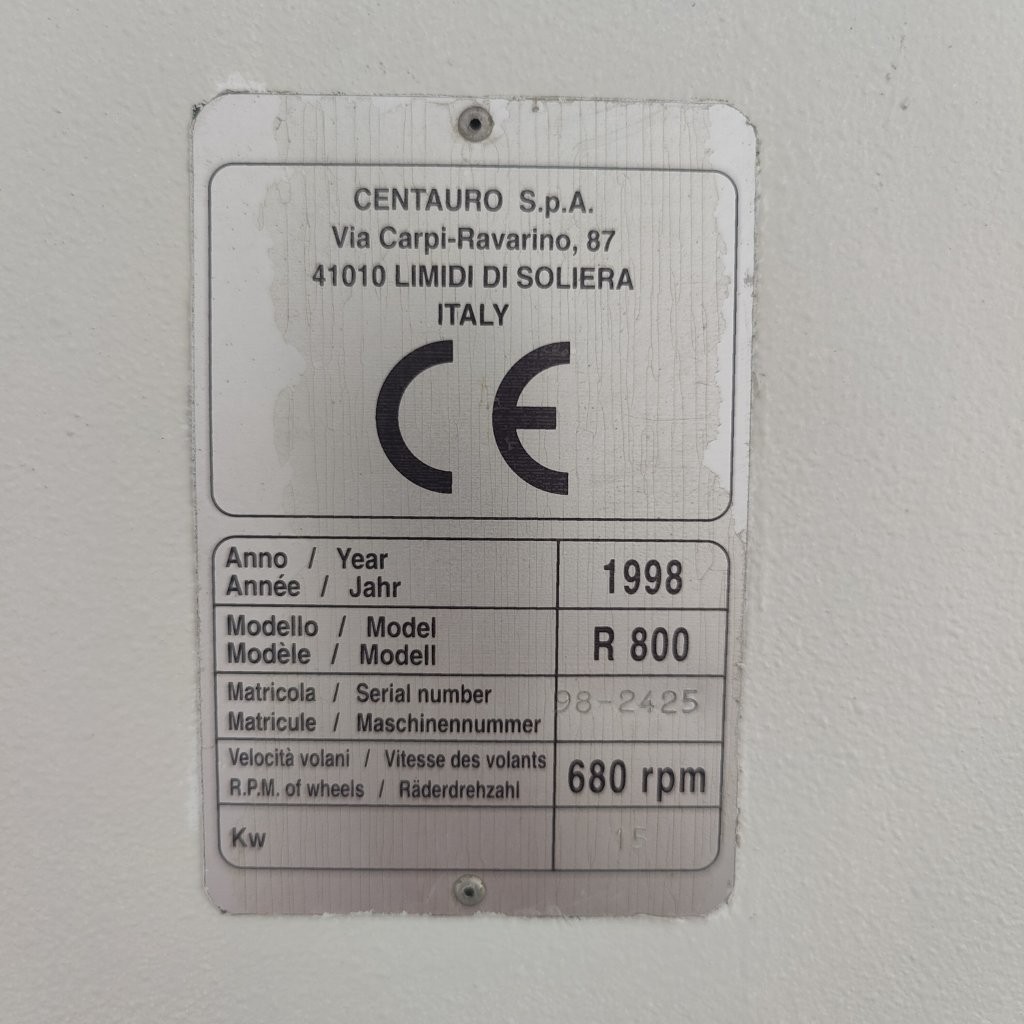 CENTAURO S.p.A.
Via Carpi-Ravarino, 87
41010 LIMIDI DI SOLIERA
ITALY
CE
Anno / Year
Année / Jahr
1998
Modello / Model
Modèle / Modell
R 800
Matricola / Serial number
Matricule / Maschinennummer
98-2425
Velocità volani / Vitesse des volants
R.P.M. of wheels / Räderdrehzahl
680 rpm
Kw
15